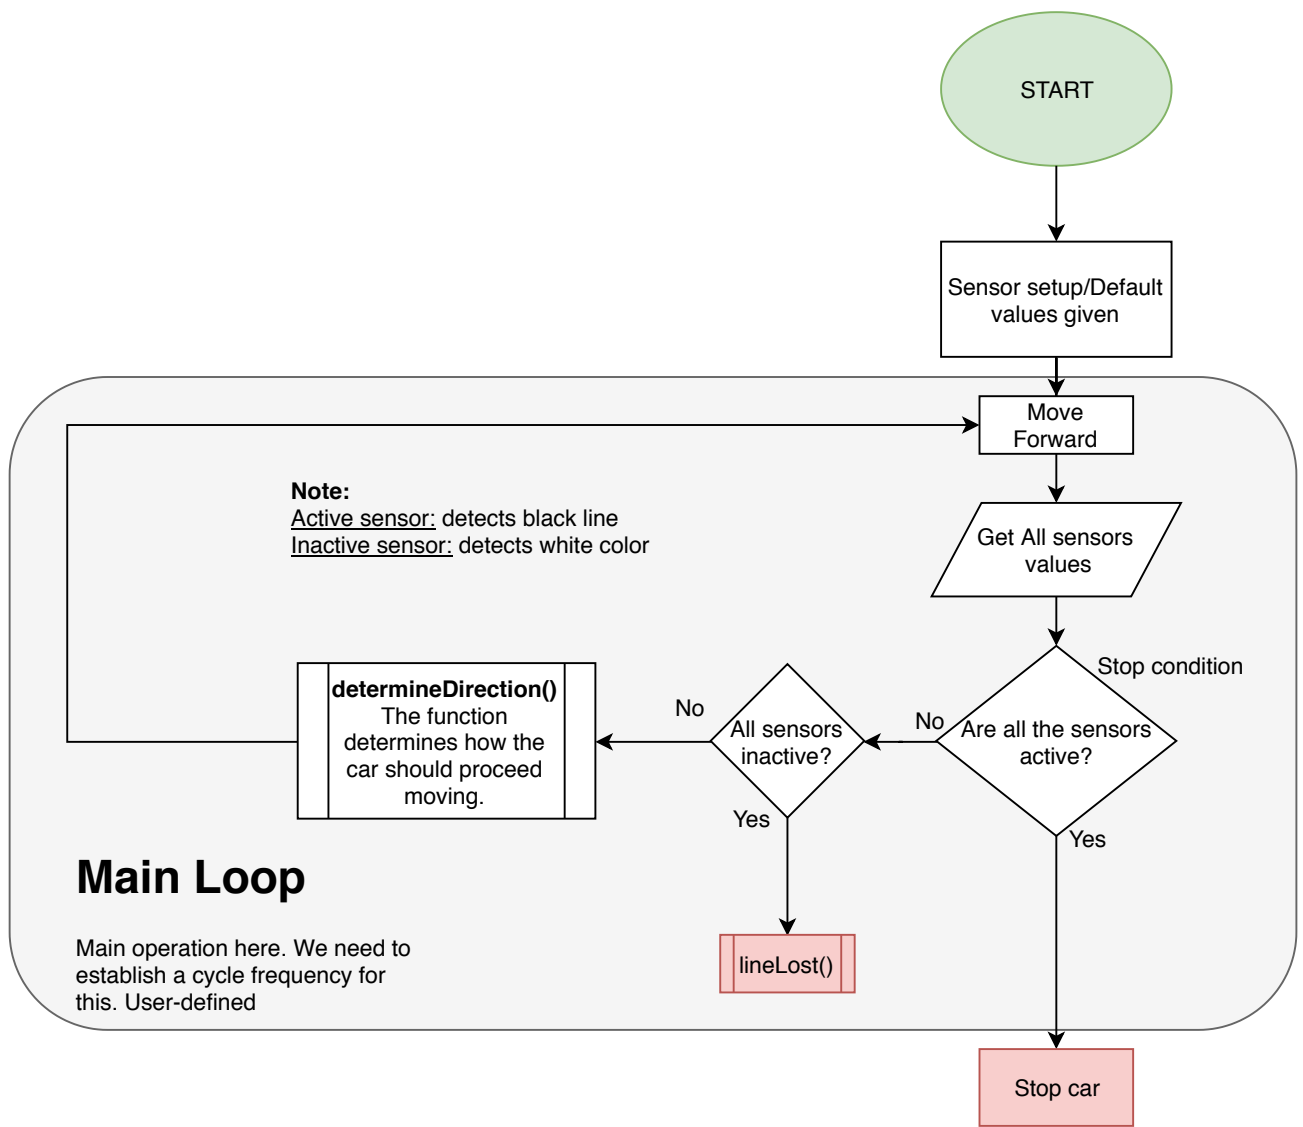 START
Sensor setup/Default
values given
Move
Forward
Note:
Active sensor: detects black line
Inactive sensor: detects white color
Get All sensors
values
Stop condition
Are all the sensors
active?
No
Yes
All sensors
inactive?
No
Yes
determineDirection()
The function
determines how the
car should proceed
moving.
lineLost()
Main Loop
Main operation here. We need to
establish a cycle frequency for
this. User-defined
Stop car